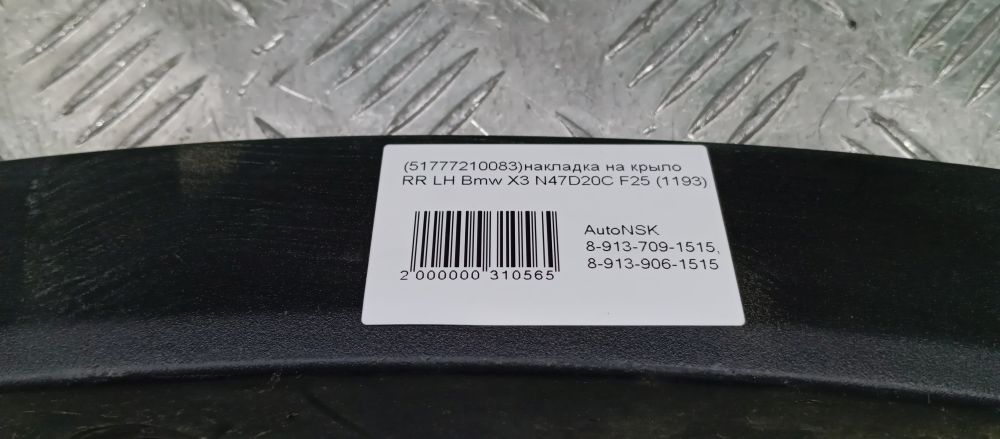 (51777210083)накладка на крыло
RR LH Bmw X3 N47D20C F25 (1193)
AutoNSK
8-913-709-1515,
8-913-906-1515
2 000000 310565